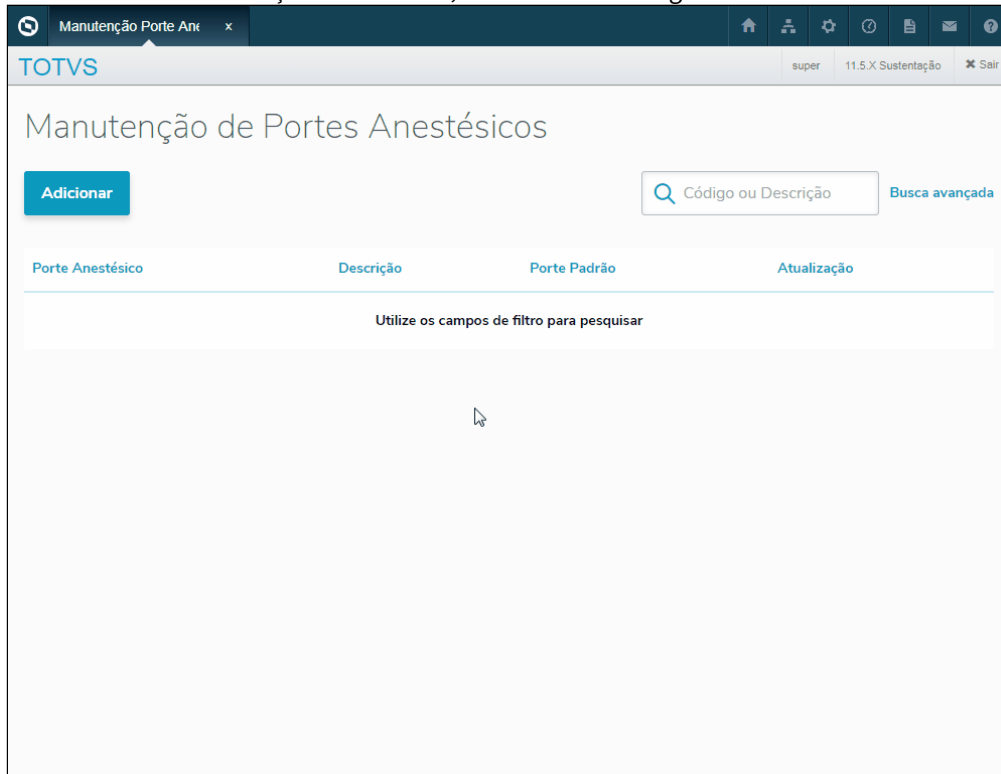 Manutenção Porte Ane x
TOTVS
super 11.5.X Sustentação ✖ Sair
Manutenção de Portes Anestésicos
Adicionar
Código ou Descrição
Busca avançada
Porte Anestésico Descrição Porte Padrão Atualização
Utilize os campos de filtro para pesquisar